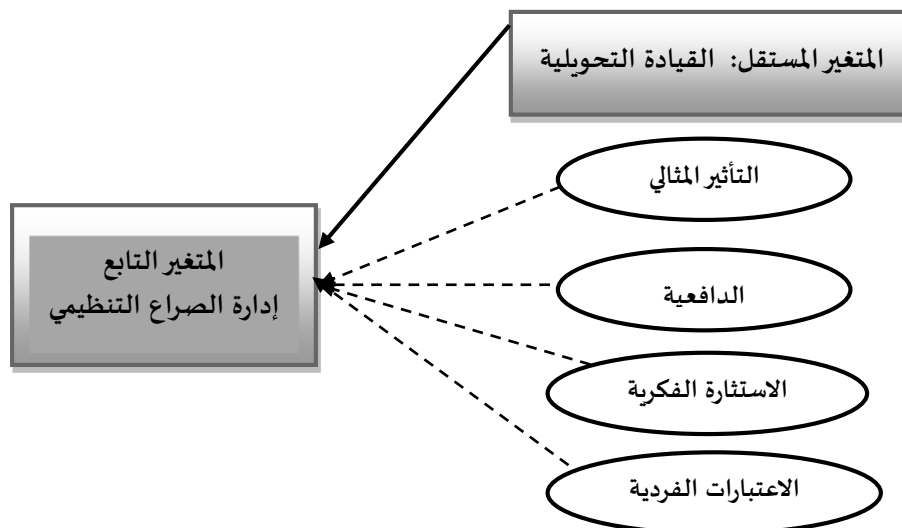 المتغير المستقل: القيادة التحويلية
التأثير المثالي
المتغير التابع
إدارة الصراع التنظيمي
الدافعية
الاستثارة الفكرية
الاعتبارات الفردية